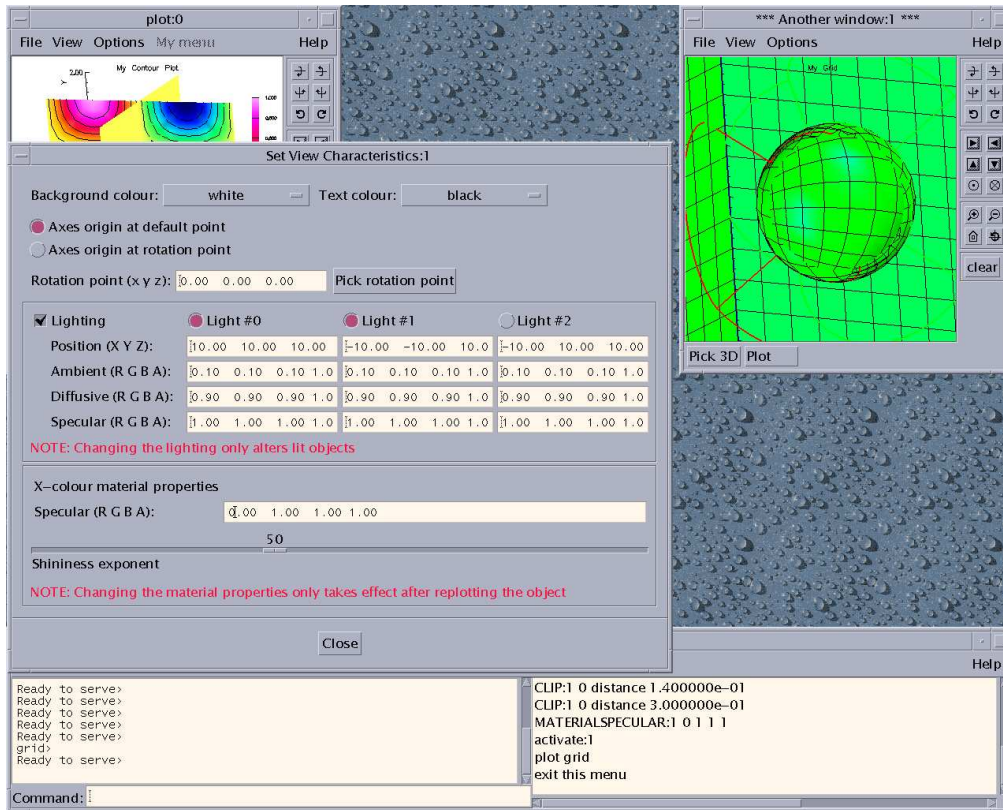 plot:0
File View Options My menu Help
My Contour Plot
2.00
Y
1.000
*** Another window:1 ***
File View Options Help
My Grid
clear
Pick 3D Plot
Set View Characteristics:1
Background colour: white Text colour: black
Axes origin at default point
Axes origin at rotation point
Rotation point (x y z): 0.00 0.00 0.00 Pick rotation point
Lighting Light #0 Light #1 Light #2
Position (X Y Z): 10.00 10.00 10.00 -10.00 -10.00 10.0 -10.00 10.00 10.00
Ambient (R G B A): 0.10 0.10 0.10 1.0 0.10 0.10 0.10 1.0 0.10 0.10 0.10 1.0
Diffusive (R G B A): 0.90 0.90 0.90 1.0 0.90 0.90 0.90 1.0 0.90 0.90 0.90 1.0
Specular (R G B A): 1.00 1.00 1.00 1.0 1.00 1.00 1.00 1.0 1.00 1.00 1.00 1.0
NOTE: Changing the lighting only alters lit objects
X-colour material properties
Specular (R G B A): 0.00 1.00 1.00 1.00
50
Shininess exponent
NOTE: Changing the material properties only takes effect after replotting the object
Close
Help
Ready to serve>
Ready to serve>
Ready to serve>
Ready to serve>
Ready to serve>
grid>
Ready to serve>
Command:
CLIP:1 0 distance 1.400000e-01
CLIP:1 0 distance 3.000000e-01
MATERIALSPECULAR:1 0 1 1 1
activate:1
plot grid
exit this menu